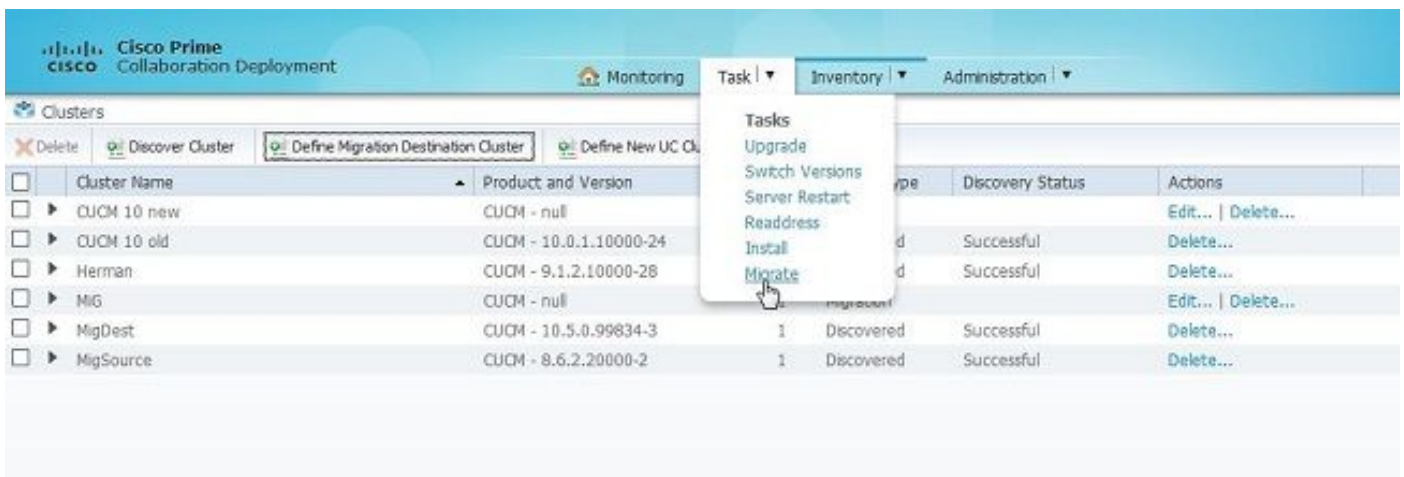 Cisco Prime
CISCO Collaboration Deployment
Monitoring Task Inventory Administration
Clusters
Delete Discover Cluster Define Migration Destination Cluster Define New UC Clu
Tasks
Upgrade
Switch Versions
Server Restart
Readdress
Install
Migrate
Cluster Name Product and Version ype Discovery Status Actions
CUCM 10 new CUCM - null Edit... | Delete...
CUCM 10 old CUCM - 10.0.1.10000-24 d Successful Delete...
Herman CUCM - 9.1.2.10000-28 d Successful Delete...
MiG CUCM - null 1 Migration Edit... | Delete...
MigDest CUCM - 10.5.0.99834-3 1 Discovered Successful Delete...
MigSource CUCM - 8.6.2.20000-2 1 Discovered Successful Delete...